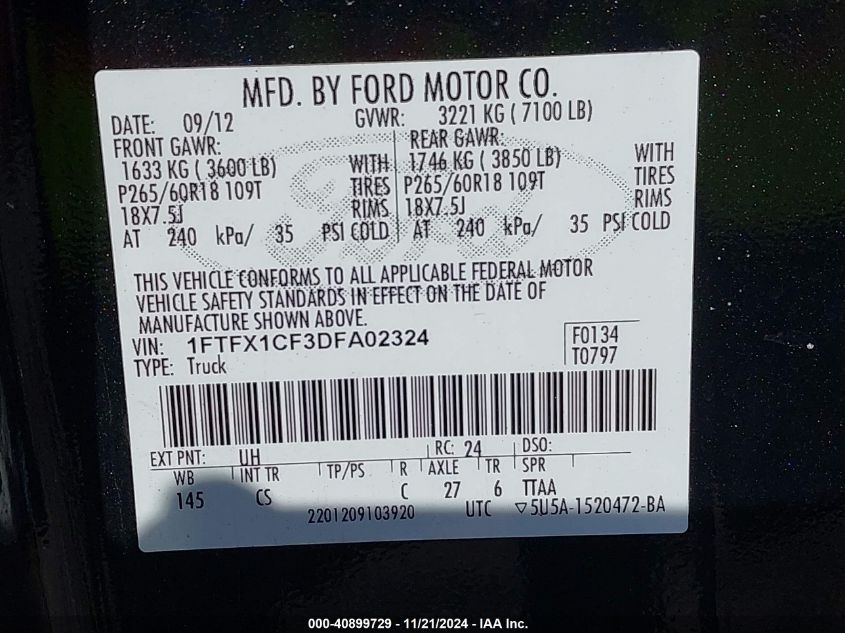 MFD. BY FORD MOTOR CO.
DATE: 09/12 GVWR: 3221 KG ( 7100 LB)
FRONT GAWR: REAR GAWR:
1633 KG ( 3600 LB) WITH 1746 KG ( 3850 LB) WITH
P265/60R18 109T TIRES P265/60R18 109T TIRES
18X7.5J RIMS 18X7.5J RIMS
AT 240 kPa/ 35 PSI COLD AT 240 kPa/ 35 PSI COLD
THIS VEHICLE CONFORMS TO ALL APPLICABLE FEDERAL MOTOR
VEHICLE SAFETY STANDARDS IN EFFECT ON THE DATE OF
MANUFACTURE SHOWN ABOVE.
VIN: 1FTFX1CF3DFA02324 F0134
TYPE: Truck T0797
EXT PNT: UH RC: 24 DSO:
WB INT TR TP/PS R AXLE TR SPR
145 CS C 27 6 TTAA
2201209103920 UTC ▽5U5A-1520472-BA
000-40899729 - 11/21/2024 - IAA Inc.